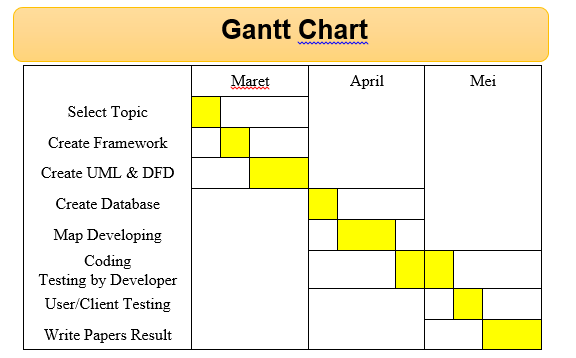 Gantt Chart
Maret April Mei
Select Topic
Create Framework
Create UML & DFD
Create Database
Map Developing
Coding
Testing by Developer
User/Client Testing
Write Papers Result